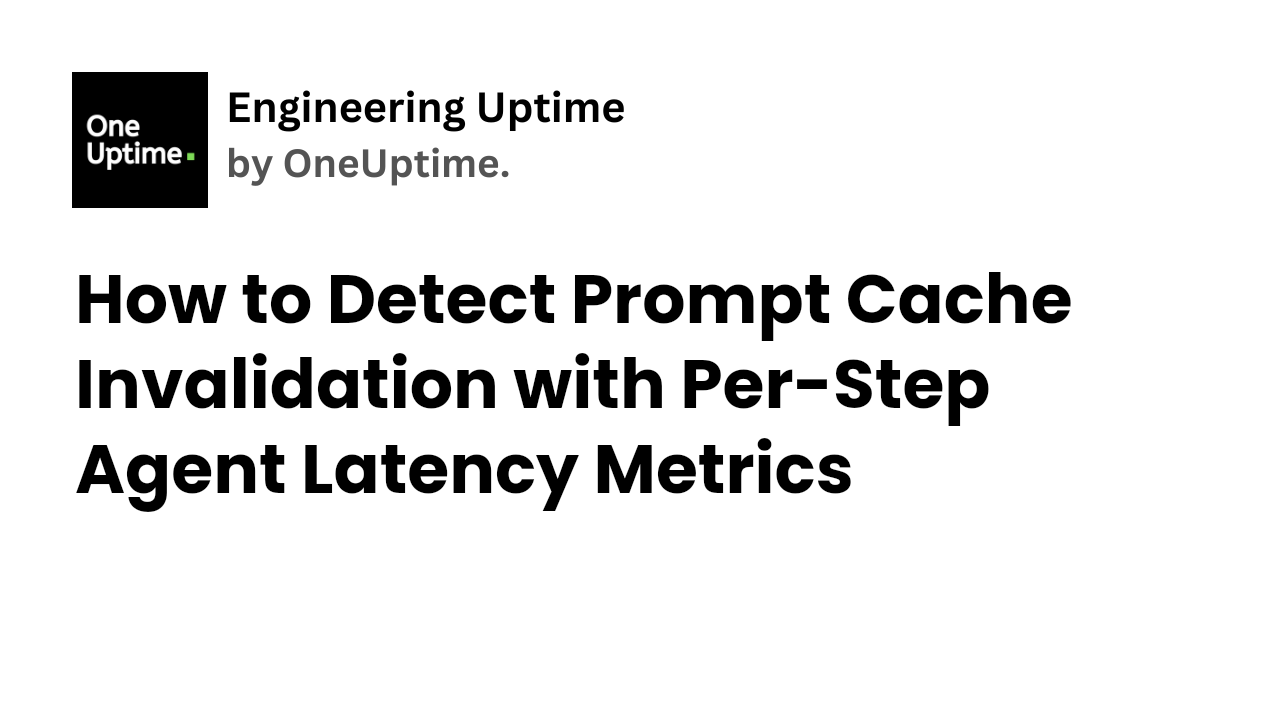 One
Uptime
Engineering Uptime
by OneUptime.
How to Detect Prompt Cache
Invalidation with Per-Step
Agent Latency Metrics